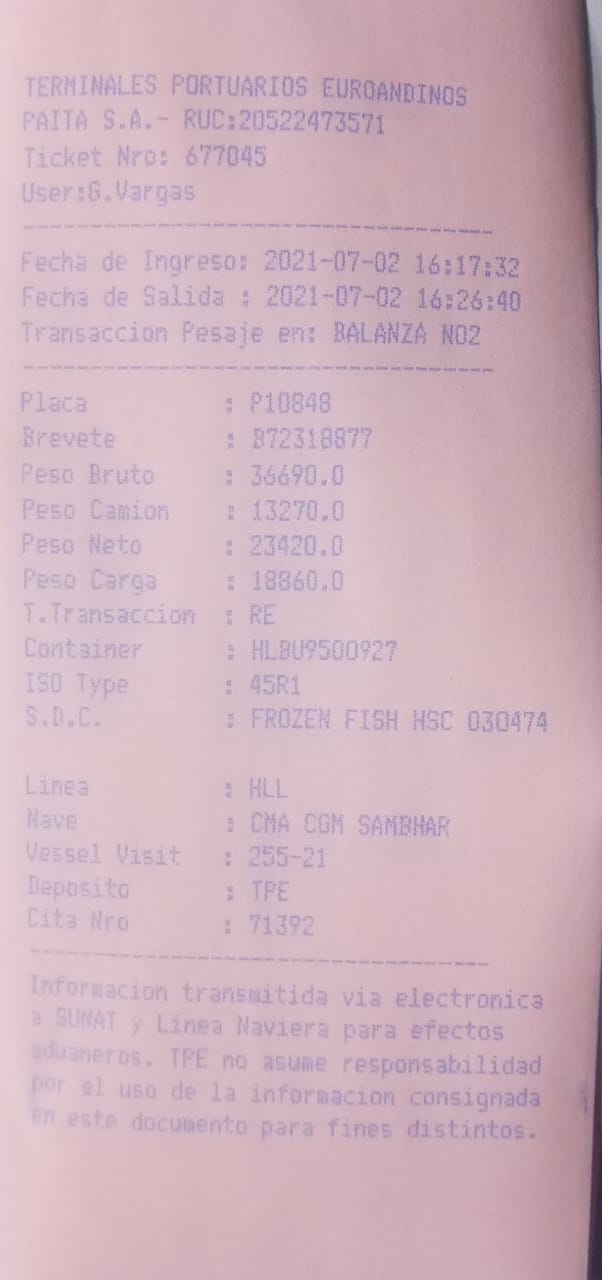 TERMINALES PORTUARIOS EUROANDINOS
PAITA S.A.- RUC:20522473571
Ticket Nro: 677045
User:G.Vargas
Fecha de Ingreso: 2021-07-02 16:17:32
Fecha de Salida : 2021-07-02 16:26:40
Transaccion Pesaje en: BALANZA NO2
Placa : P10848
Brevete : B72318877
Peso Bruto : 36690.0
Peso Camion : 13270.0
Peso Neto : 23420.0
Peso Carga : 18860.0
T.Transaccion : RE
Container : HLBU9500927
ISO Type : 45R1
S.D.C. : FROZEN FISH HSC 030474
Linea : HLL
Nave : CMA CGM SAMBHAR
Vessel Visit : 255-21
Deposito : TPE
Cita Nro : 71392
Informacion transmitida via electronica
a SUNAT y Linea Naviera para efectos
aduaneros. TPE no asume responsabilidad
por el uso de la informacion consignada
en este documento para fines distintos.